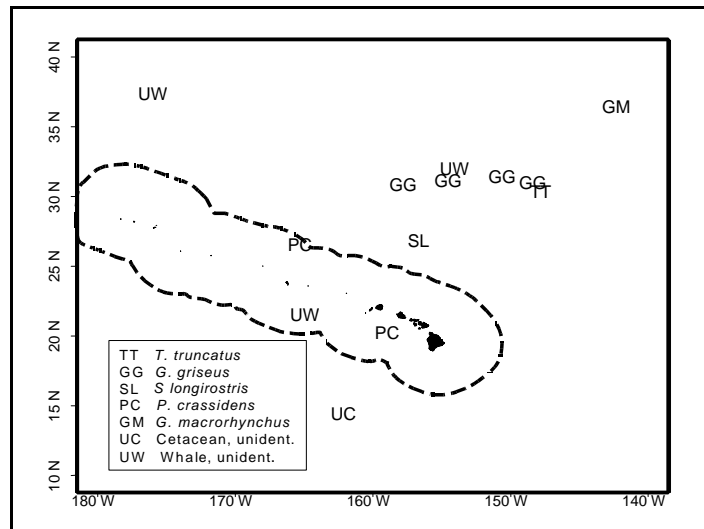 40 N
35 N
30 N
25 N
20 N
15 N
10 N
UW
GM
UW
GG
GG
GG
GG
TT
SL
PC
UW
PC
UC
TT T. truncatus
GG G. griseus
SL S longirostris
PC P. crassidens
GM G. macrorhynchus
UC Cetacean, unident.
UW Whale, unident.
180'W 170'W 160'W 150'W 140'W